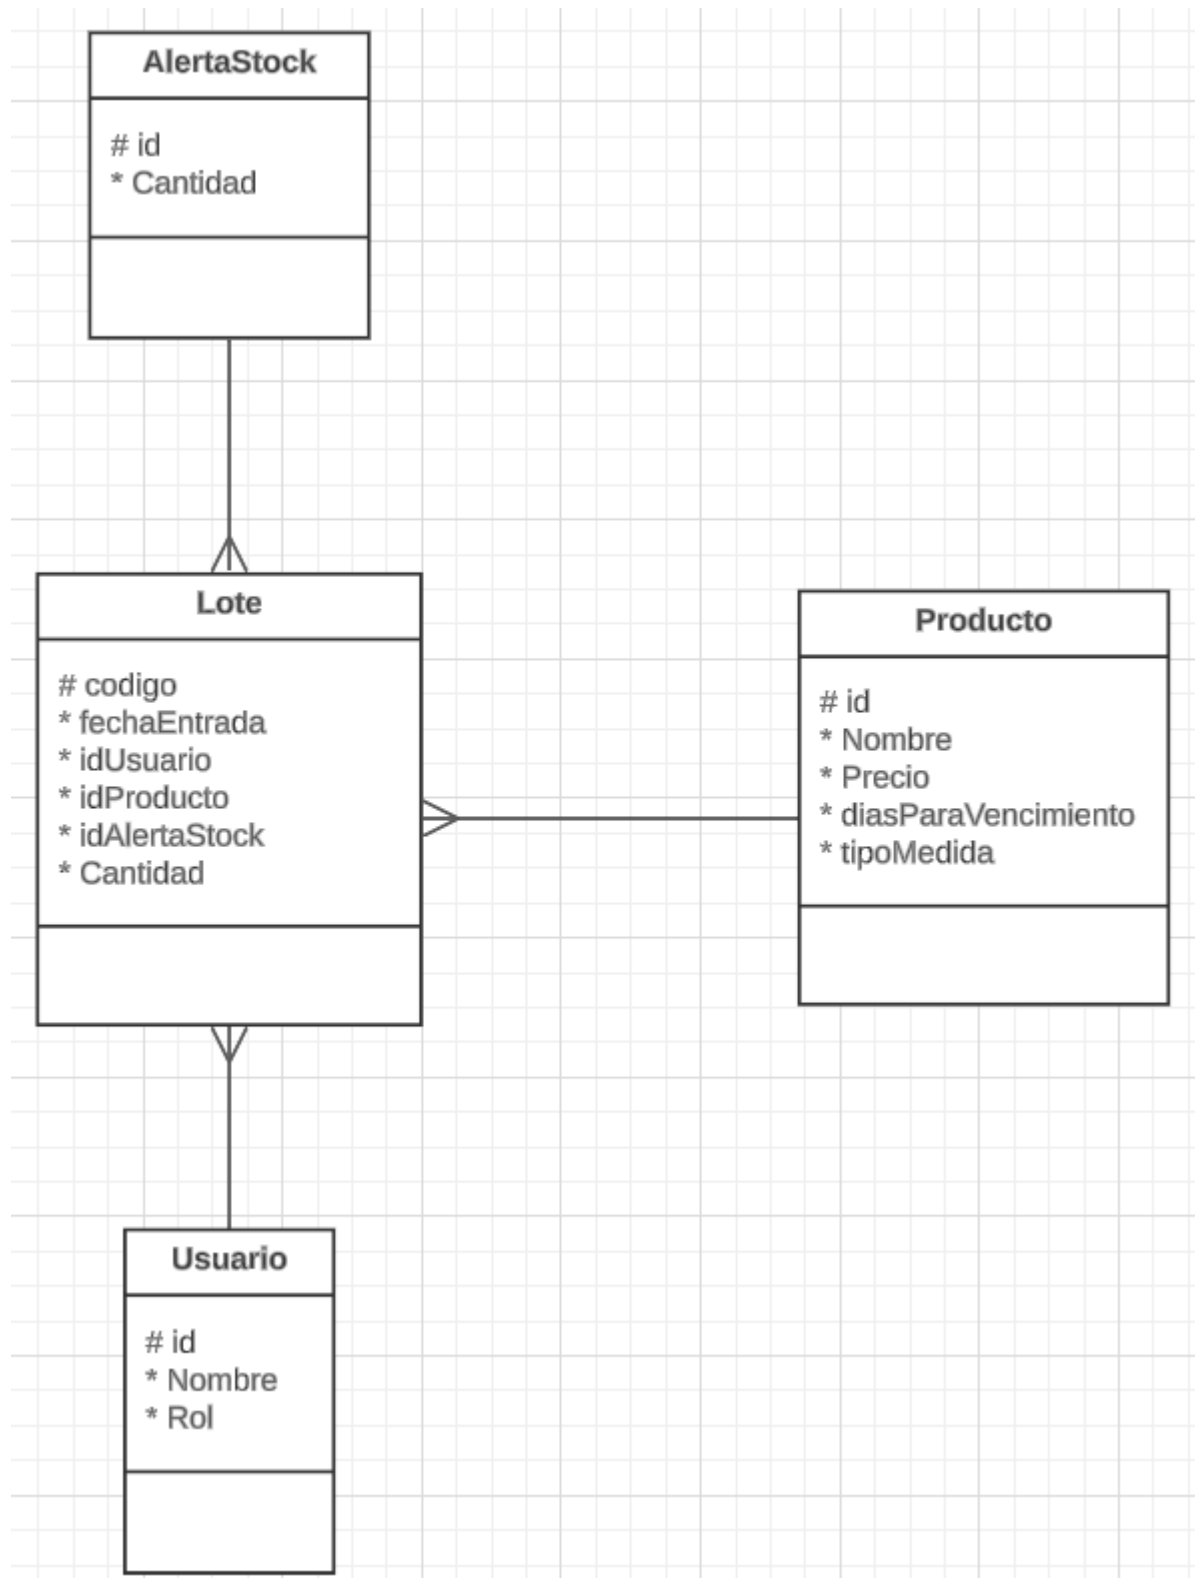 AlertaStock
# id
* Cantidad
Lote
# codigo
* fechaEntrada
* idUsuario
* idProducto
* idAlertaStock
* Cantidad
Producto
# id
* Nombre
* Precio
* diasParaVencimiento
* tipoMedida
Usuario
# id
* Nombre
* Rol